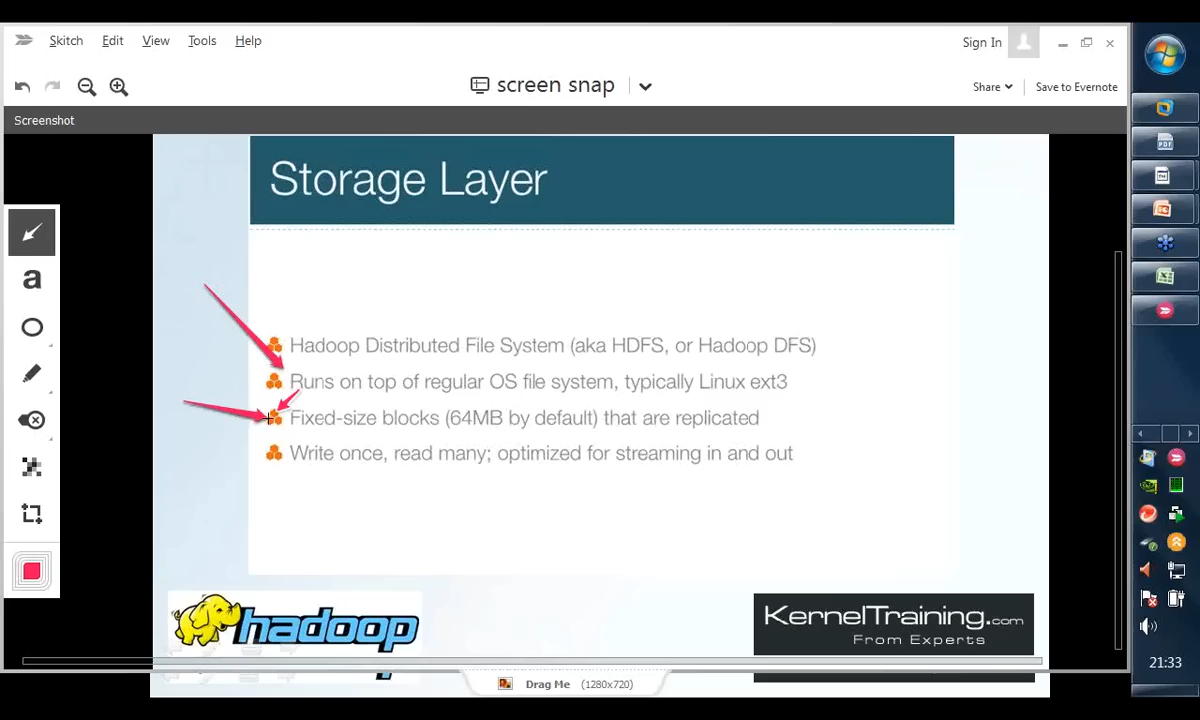 Skitch Edit View Tools Help
Sign In
screen snap
Share
Save to Evernote
Screenshot
Storage Layer
a
Hadoop Distributed File System (aka HDFS, or Hadoop DFS)
Runs on top of regular OS file system, typically Linux ext3
Fixed-size blocks (64MB by default) that are replicated
Write once, read many; optimized for streaming in and out
hadoop
KernelTraining.com
From Experts
Drag Me (1280x720)
PDF
21:33